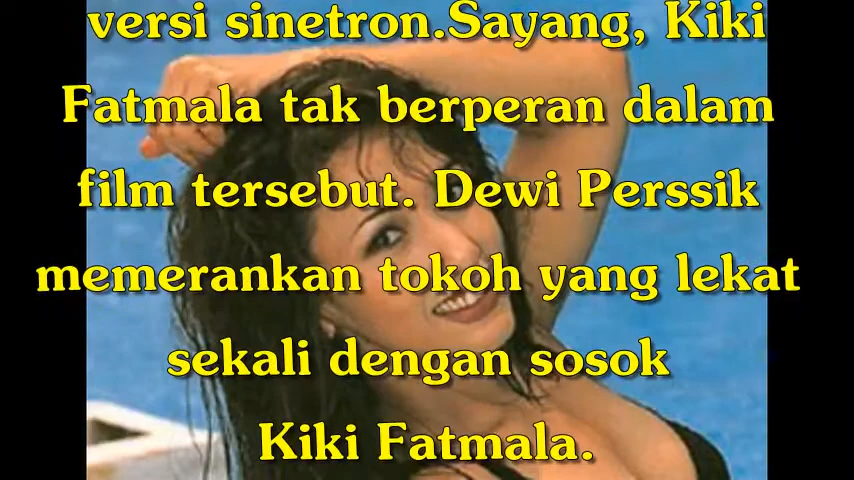 versi sinetron.Sayang, Kiki
Fatmala tak berperan dalam
film tersebut. Dewi Perssik
memerankan tokoh yang lekat
sekali dengan sosok
Kiki Fatmala.